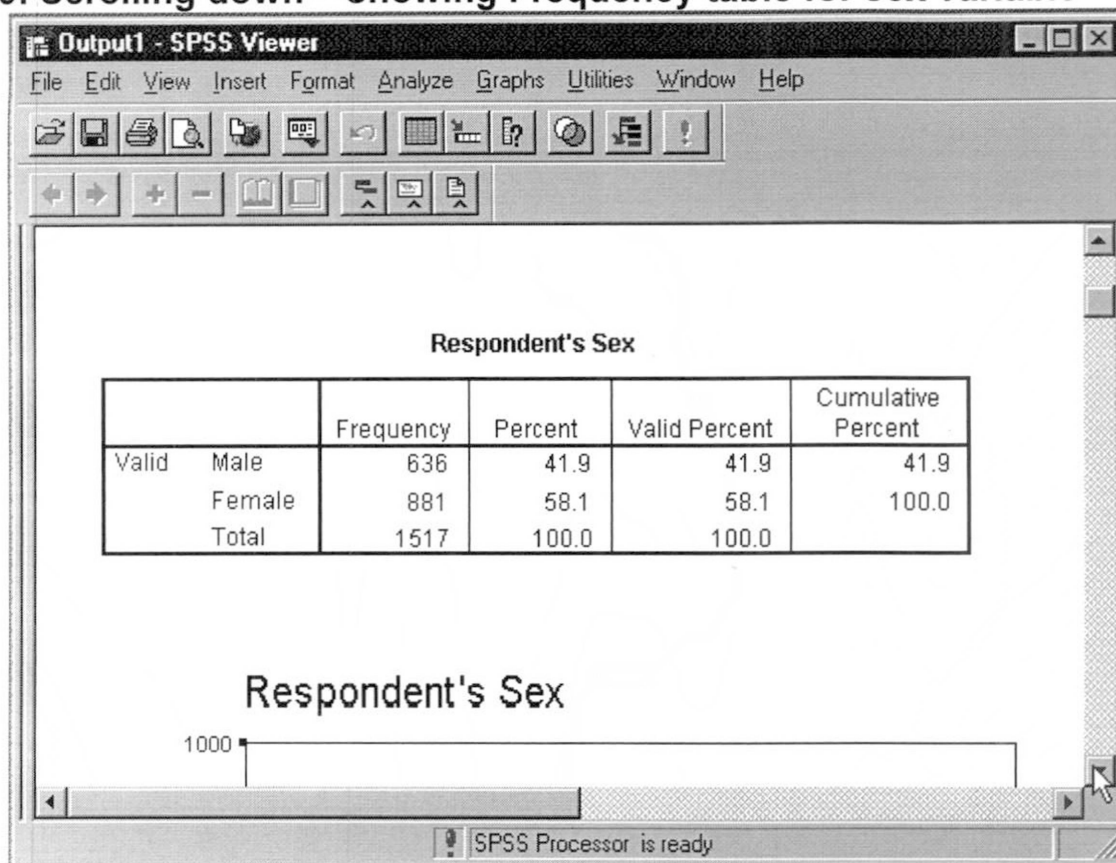 Scrolling down
Output1 - SPSS Viewer
File Edit View Insert Format Analyze Graphs Utilities Window Help
Respondent's Sex
Frequency Percent Valid Percent Cumulative Percent
Valid Male 636 41.9 41.9 41.9
Female 881 58.1 58.1 100.0
Total 1517 100.0 100.0
Respondent's Sex
1000
SPSS Processor is ready